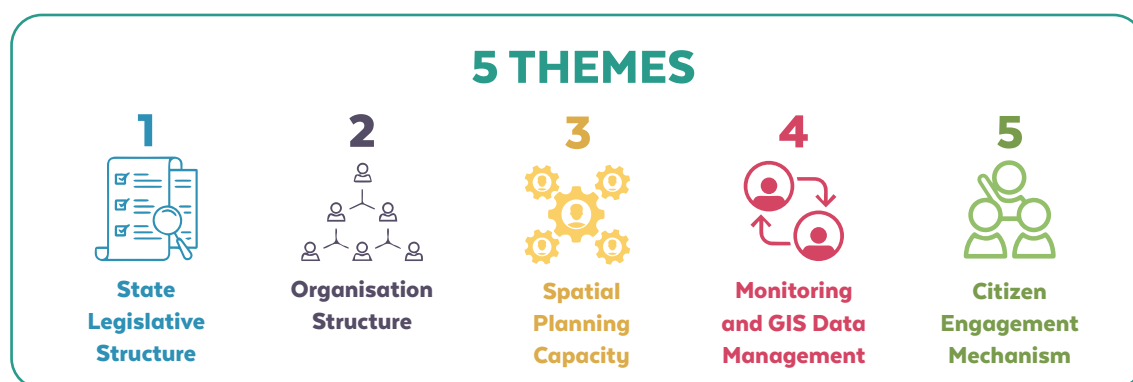 5 THEMES
1
State
Legislative
Structure
2
Organisation
Structure
3
Spatial
Planning
Capacity
4
Monitoring
and GIS Data
Management
5
Citizen
Engagement
Mechanism